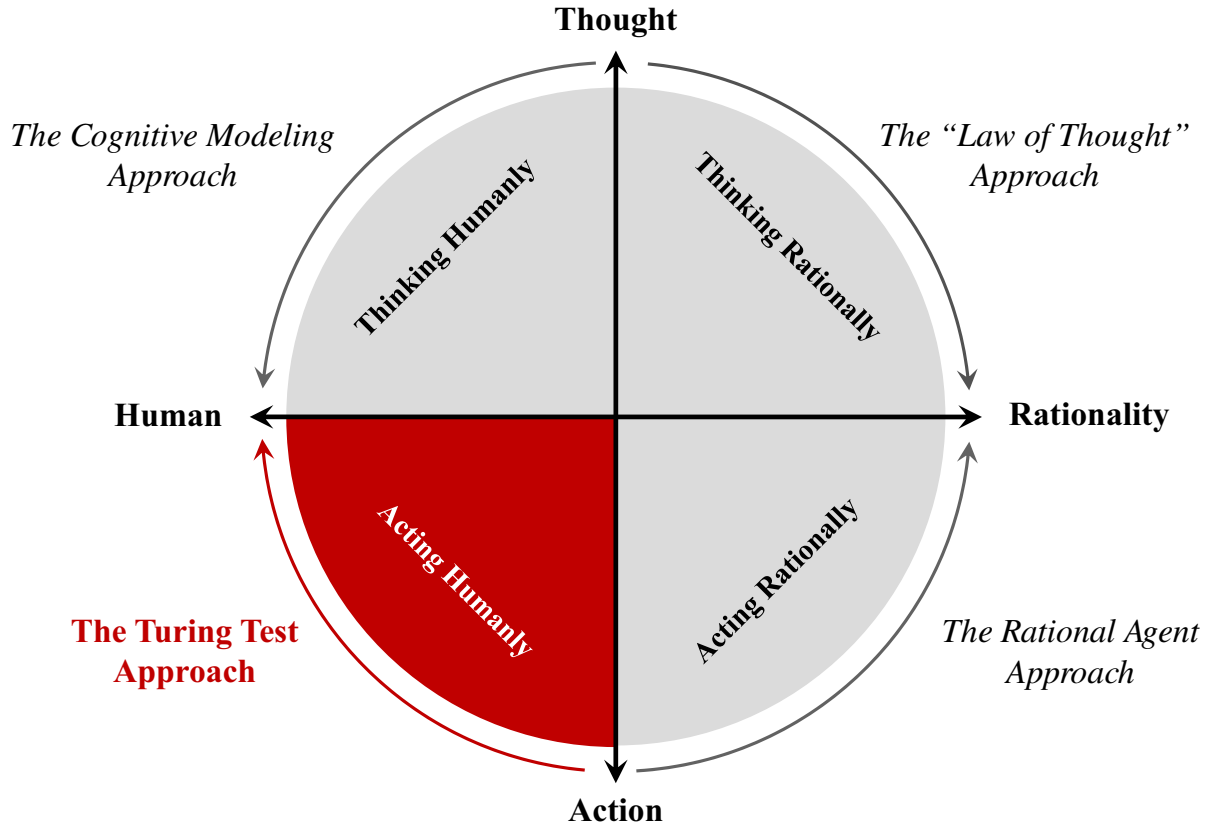 Thought
The Cognitive Modeling
Approach
The “Law of Thought”
Approach
Thinking Humanly
Thinking Rationally
Human
Rationality
Acting Humanly
Acting Rationally
The Turing Test
Approach
The Rational Agent
Approach
Action